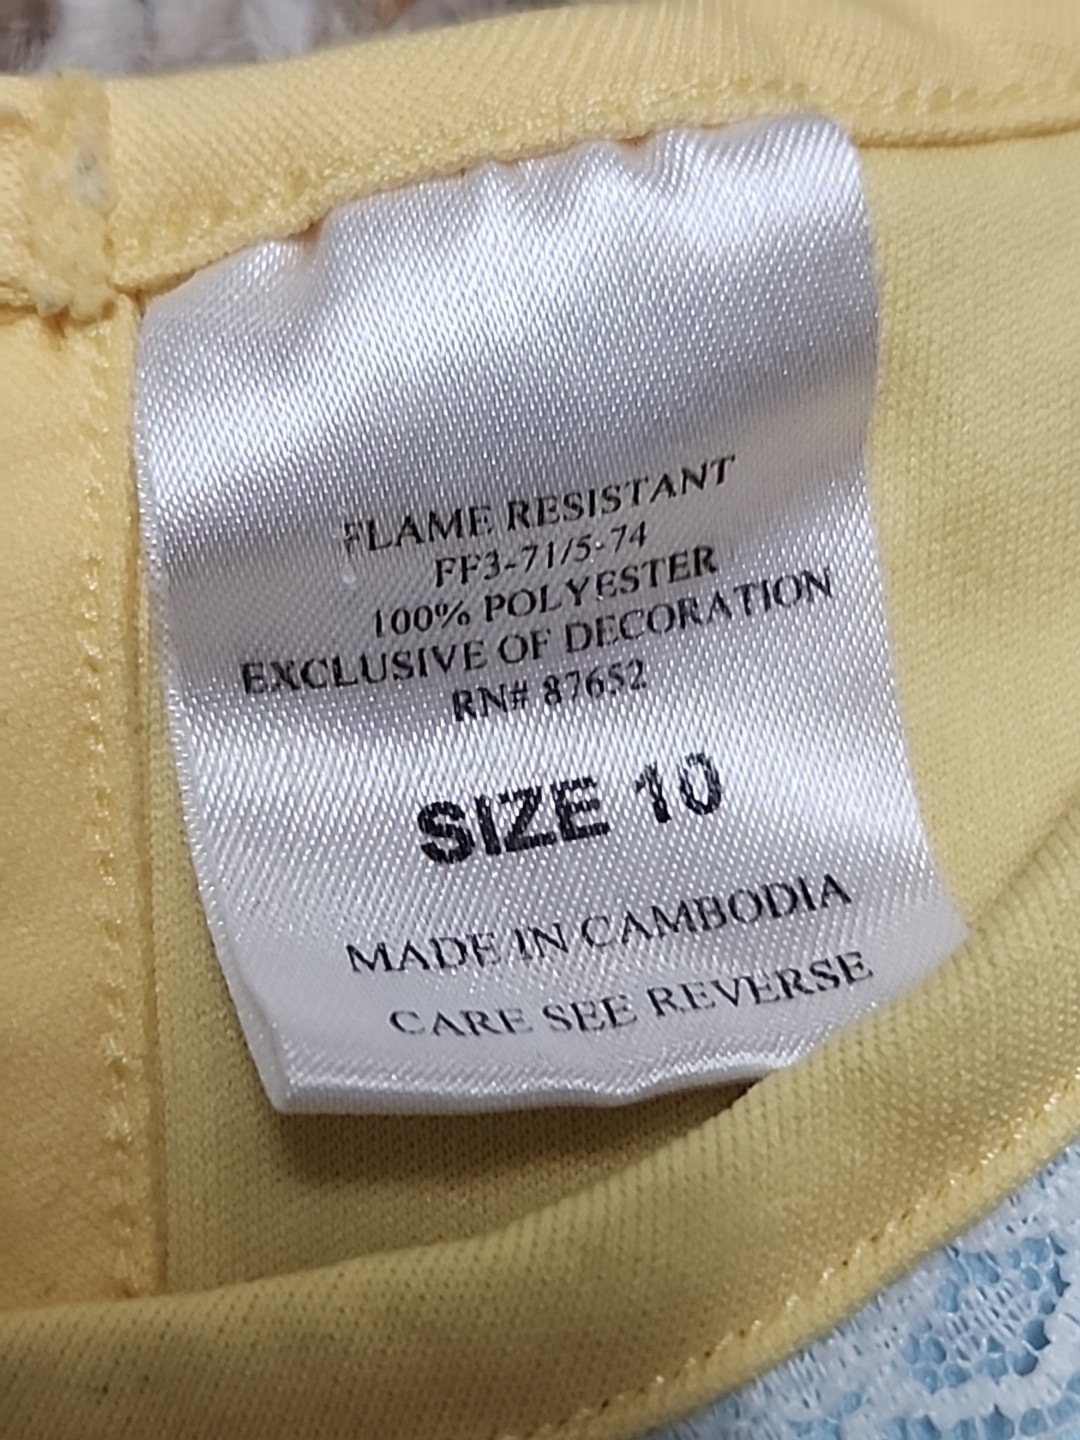 FLAME RESISTANT
FF3-71/5-74
100% POLYESTER
EXCLUSIVE OF DECORATION
RN# 87652
SIZE 10
MADE IN CAMBODIA
CARE SEE REVERSE